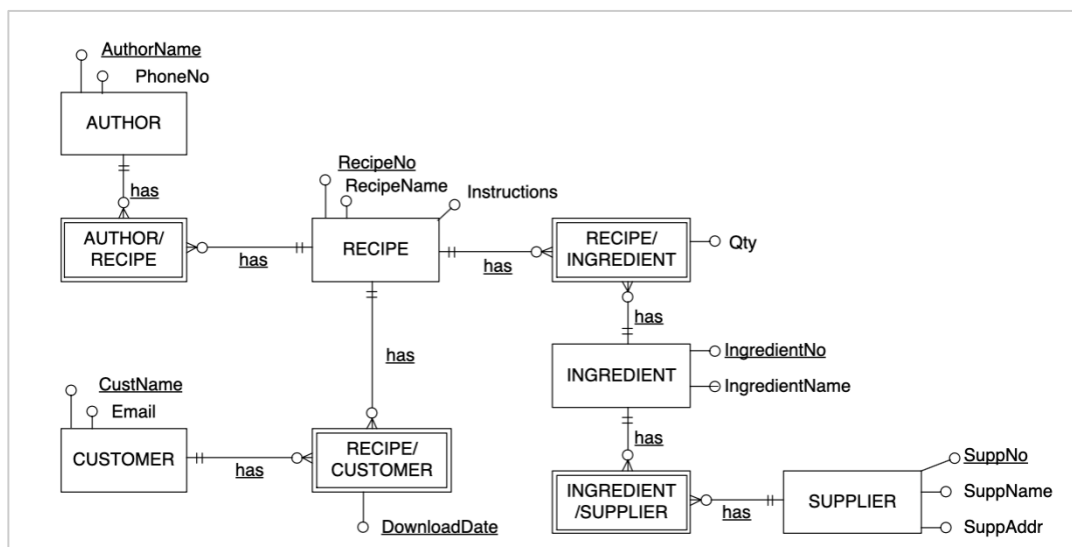 AuthorName
PhoneNo
AUTHOR
has
RecipeNo
RecipeName
Instructions
AUTHOR/
RECIPE
has
RECIPE
has
RECIPE/
INGREDIENT
Qty
has
has
INGREDIENT
IngredientNo
IngredientName
CustName
Email
CUSTOMER
has
RECIPE/
CUSTOMER
DownloadDate
has
INGREDIENT
/SUPPLIER
has
SUPPLIER
SuppNo
SuppName
SuppAddr